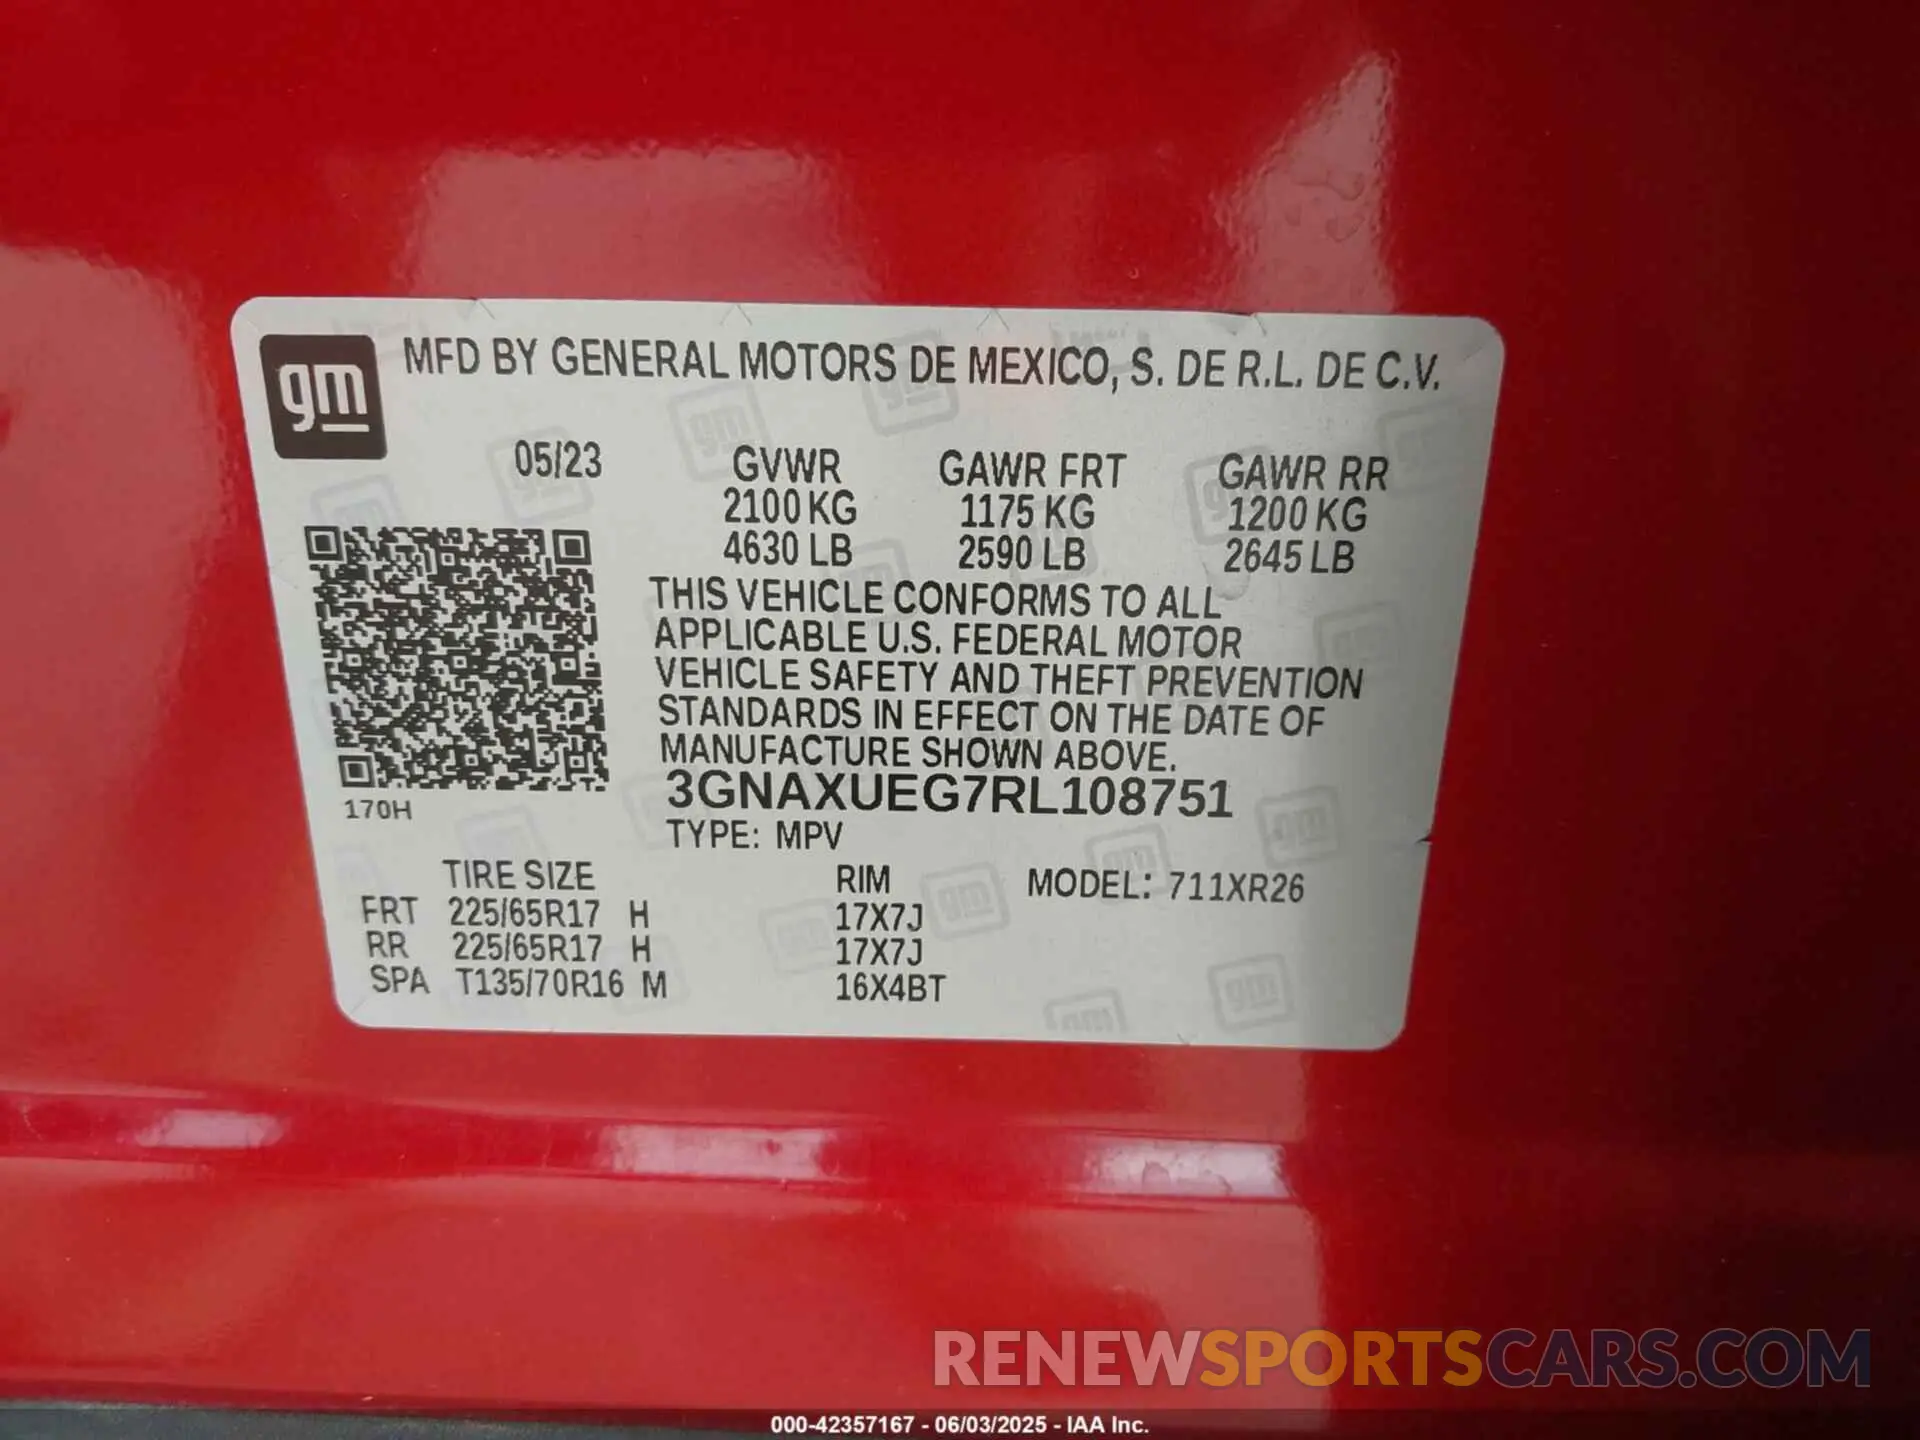 gm
MFD BY GENERAL MOTORS DE MEXICO, S. DE R.L. DE C.V.
05/23 GVWR GAWR FRT GAWR RR
2100 KG 1175 KG 1200 KG
4630 LB 2590 LB 2645 LB
THIS VEHICLE CONFORMS TO ALL
APPLICABLE U.S. FEDERAL MOTOR
VEHICLE SAFETY AND THEFT PREVENTION
STANDARDS IN EFFECT ON THE DATE OF
MANUFACTURE SHOWN ABOVE.
170H
3GNAXUEG7RL108751
TYPE: MPV
TIRE SIZE RIM MODEL: 711XR26
FRT 225/65R17 H 17X7J
RR 225/65R17 H 17X7J
SPA T135/70R16 M 16X4BT
RENEWSPORTSCARS.COM
000-42357167 - 06/03/2025 - IAA Inc.